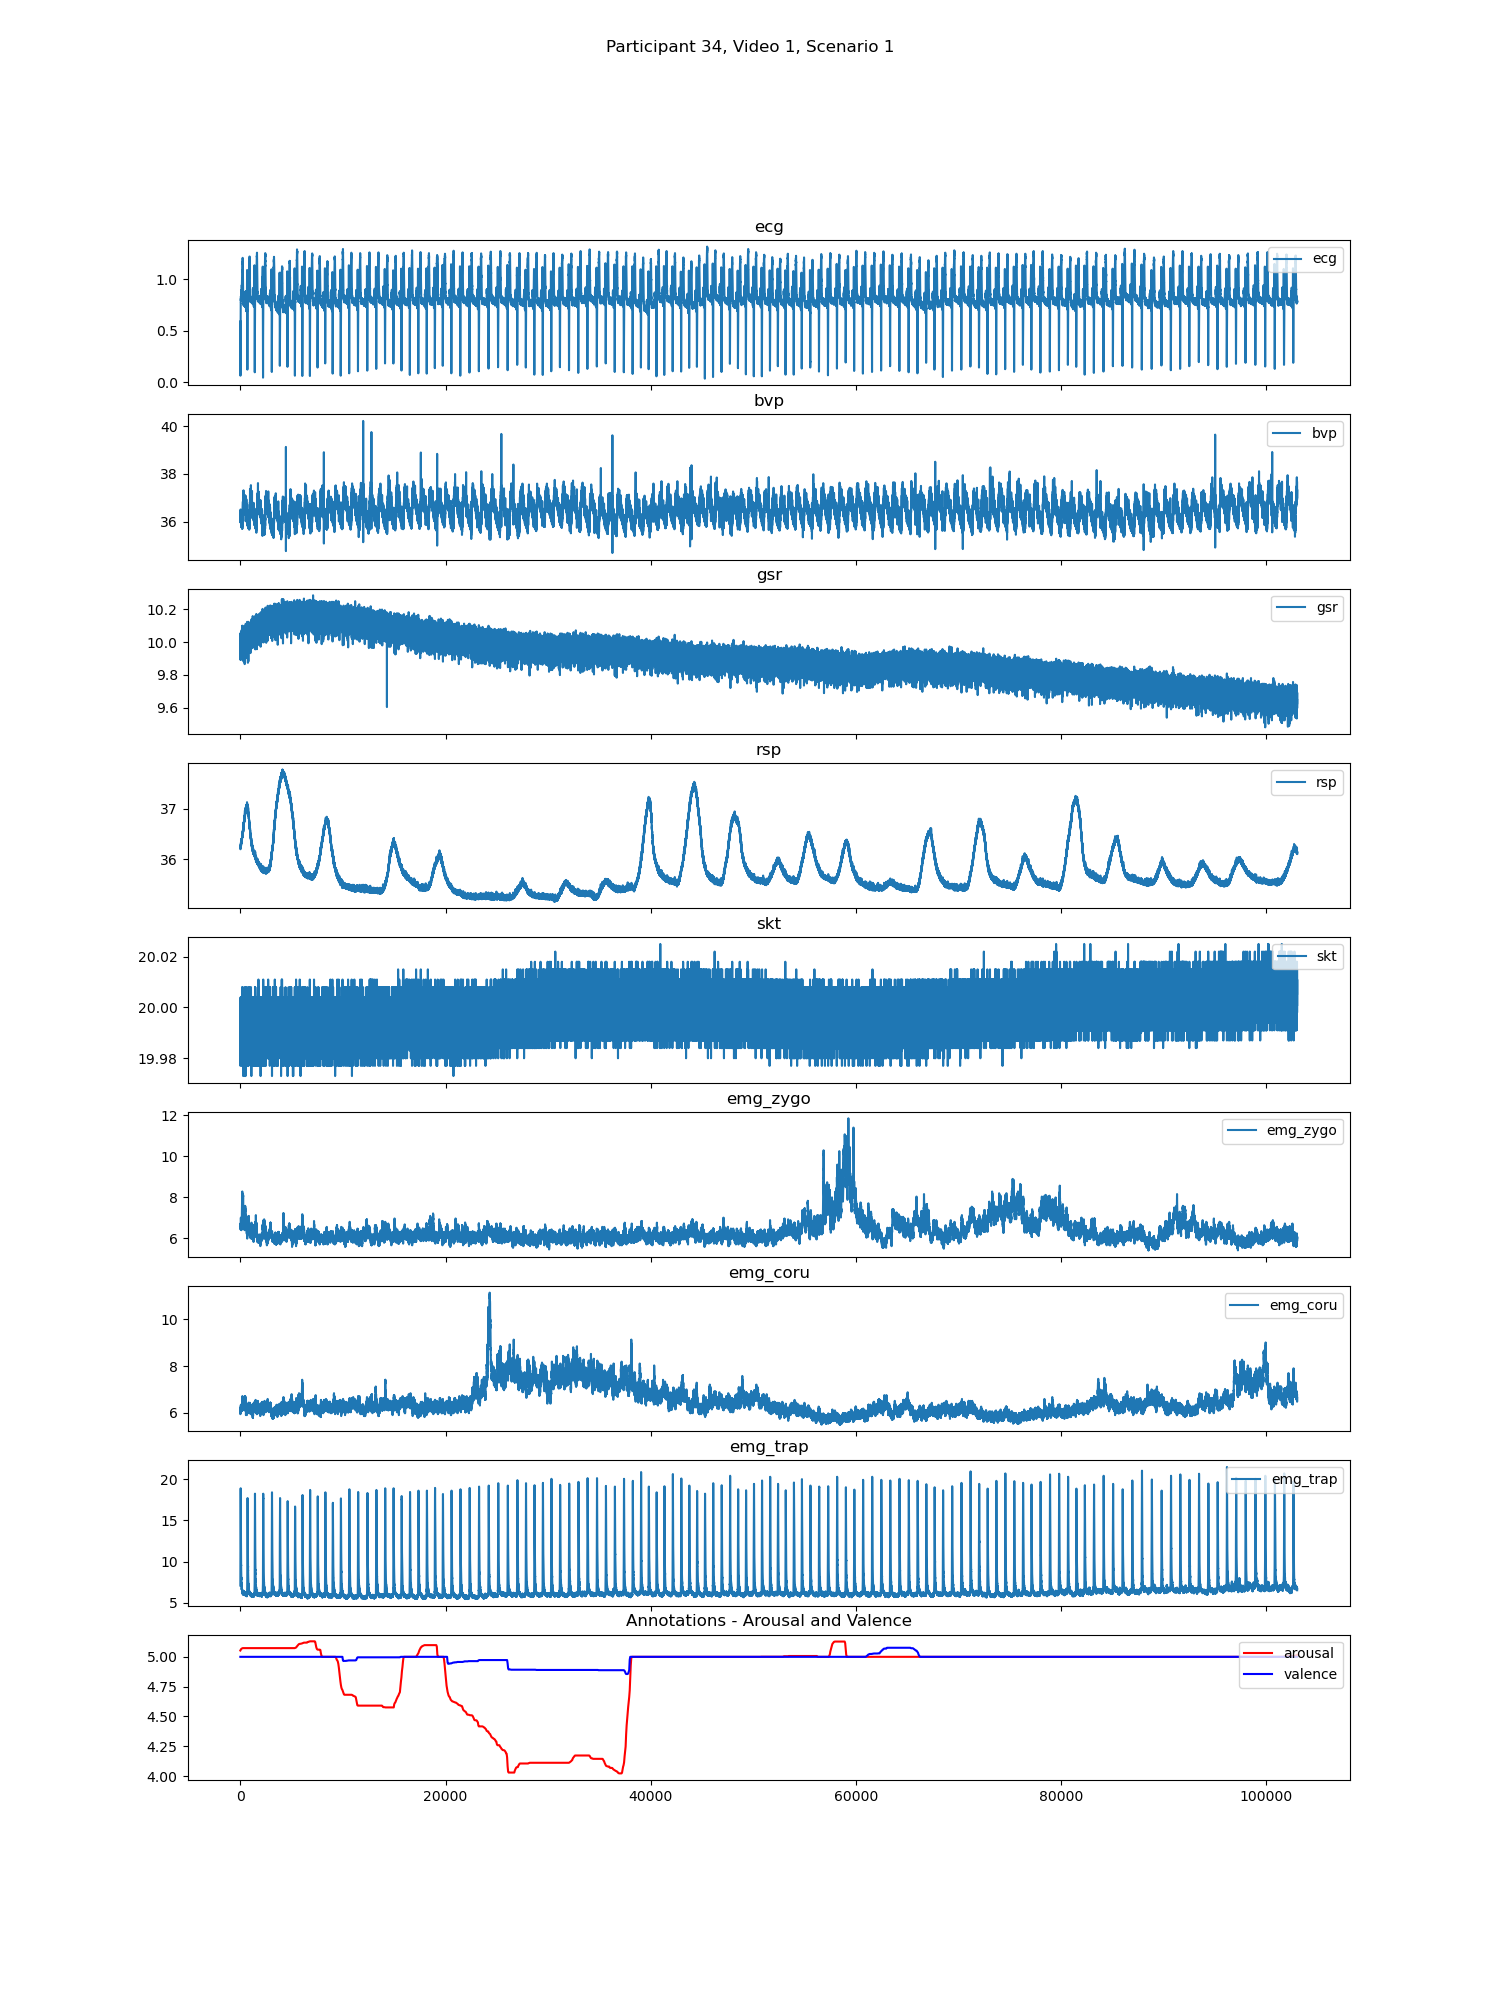 Participant 34, Video 1, Scenario 1
ecg
1.0
0.5
0.0
ecg
bvp
40
38
36
bvp
gsr
10.2
10.0
9.8
9.6
gsr
rsp
37
36
rsp
skt
20.02
20.00
19.98
skt
emg_zygo
12
10
8
6
emg_zygo
emg_coru
10
8
6
emg_coru
emg_trap
20
15
10
5
emg_trap
Annotations - Arousal and Valence
5.00
4.75
4.50
4.25
4.00
arousal
valence
0 20000 40000 60000 80000 100000